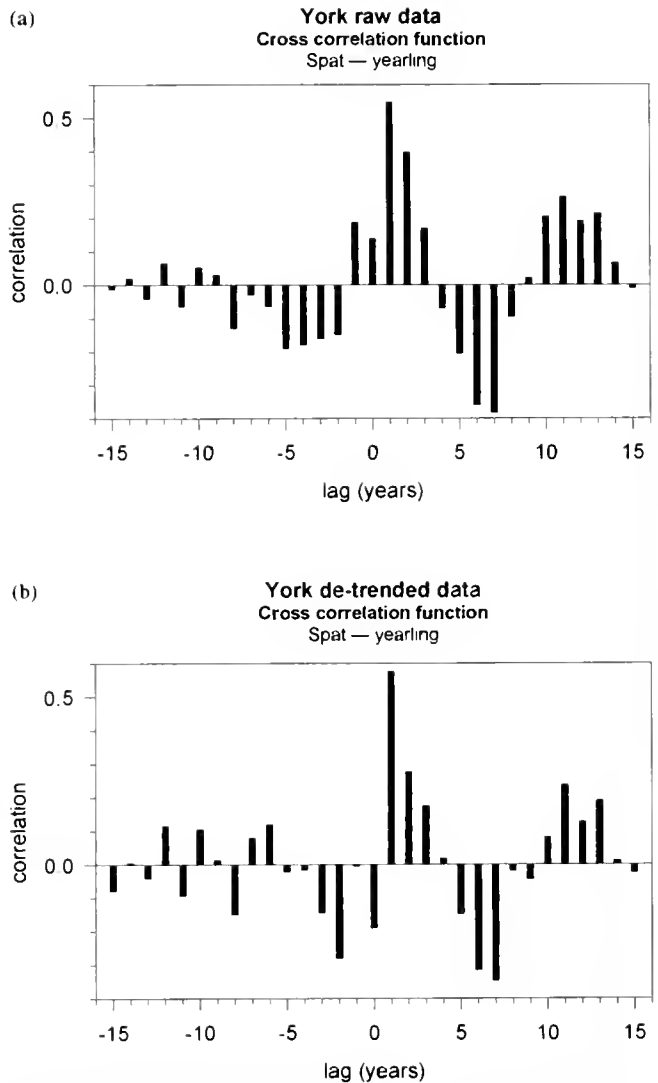 (a)
York raw data
Cross correlation function
Spat — yearling
0.5
0.0
correlation
-15 -10 -5 0 5 10 15
lag (years)
(b)
York de-trended data
Cross correlation function
Spat — yearling
0.5
0.0
correlation
-15 -10 -5 0 5 10 15
lag (years)